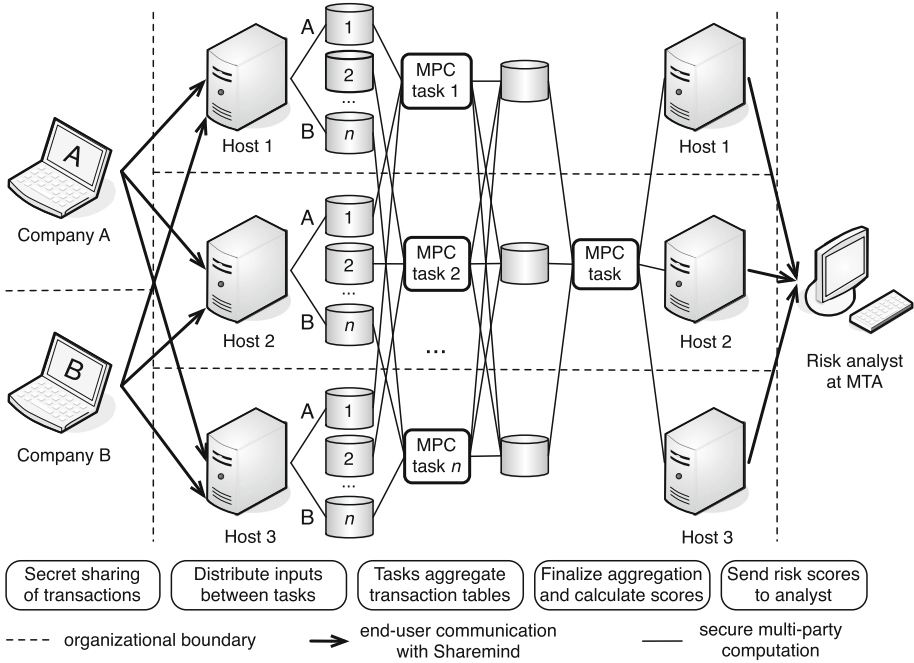 A
Company A
B
Company B
Host 1
A
1
2
...
B
n
Host 2
A
1
2
...
B
n
Host 3
A
1
2
...
B
n
MPC
task 1
MPC
task 2
...
MPC
task n
MPC
task
Host 1
Host 2
Host 3
Risk analyst
at MTA
Secret sharing
of transactions
Distribute inputs
between tasks
Tasks aggregate
transaction tables
Finalize aggregation
and calculate scores
Send risk scores
to analyst
organizational boundary
end-user communication
with Sharemind
secure multi-party
computation